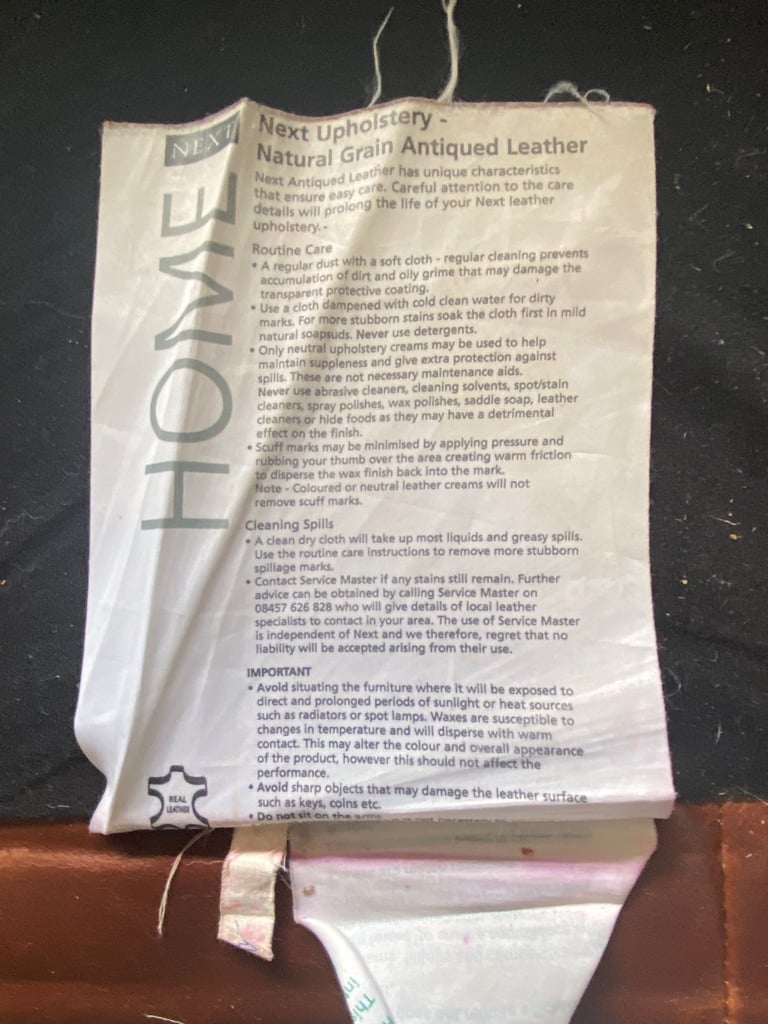 NEXT
HOME
Next Upholstery -
Natural Grain Antiqued Leather
Next Antiqued Leather has unique characteristics
that ensure easy care. Careful attention to the care
details will prolong the life of your Next leather
upholstery.-
Routine Care
• A regular dust with a soft cloth - regular cleaning prevents
accumulation of dirt and oily grime that may damage the
transparent protective coating.
• Use a cloth dampened with cold clean water for dirty
marks. For more stubborn stains soak the cloth first in mild
natural soapsuds. Never use detergents.
• Only neutral upholstery creams may be used to help
maintain suppleness and give extra protection against
spills. These are not necessary maintenance aids.
Never use abrasive cleaners, cleaning solvents, spot/stain
cleaners, spray polishes, wax polishes, saddle soap, leather
cleaners or hide foods as they may have a detrimental
effect on the finish.
• Scuff marks may be minimised by applying pressure and
rubbing your thumb over the area creating warm friction
to disperse the wax finish back into the mark.
Note - Coloured or neutral leather creams will not
remove scuff marks.
Cleaning Spills
• A clean dry cloth will take up most liquids and greasy spills.
Use the routine care instructions to remove more stubborn
spillage marks.
• Contact Service Master if any stains still remain. Further
advice can be obtained by calling Service Master on
08457 626 828 who will give details of local leather
specialists to contact in your area. The use of Service Master
is independent of Next and we therefore, regret that no
liability will be accepted arising from their use.
IMPORTANT
• Avoid situating the furniture where it will be exposed to
direct and prolonged periods of sunlight or heat sources
such as radiators or spot lamps. Waxes are susceptible to
changes in temperature and will disperse with warm
contact. This may alter the colour and overall appearance
of the product, however this should not affect the
performance.
• Avoid sharp objects that may damage the leather surface
such as keys, coins etc.
• Do not sit on the arms
REAL
LEATHER